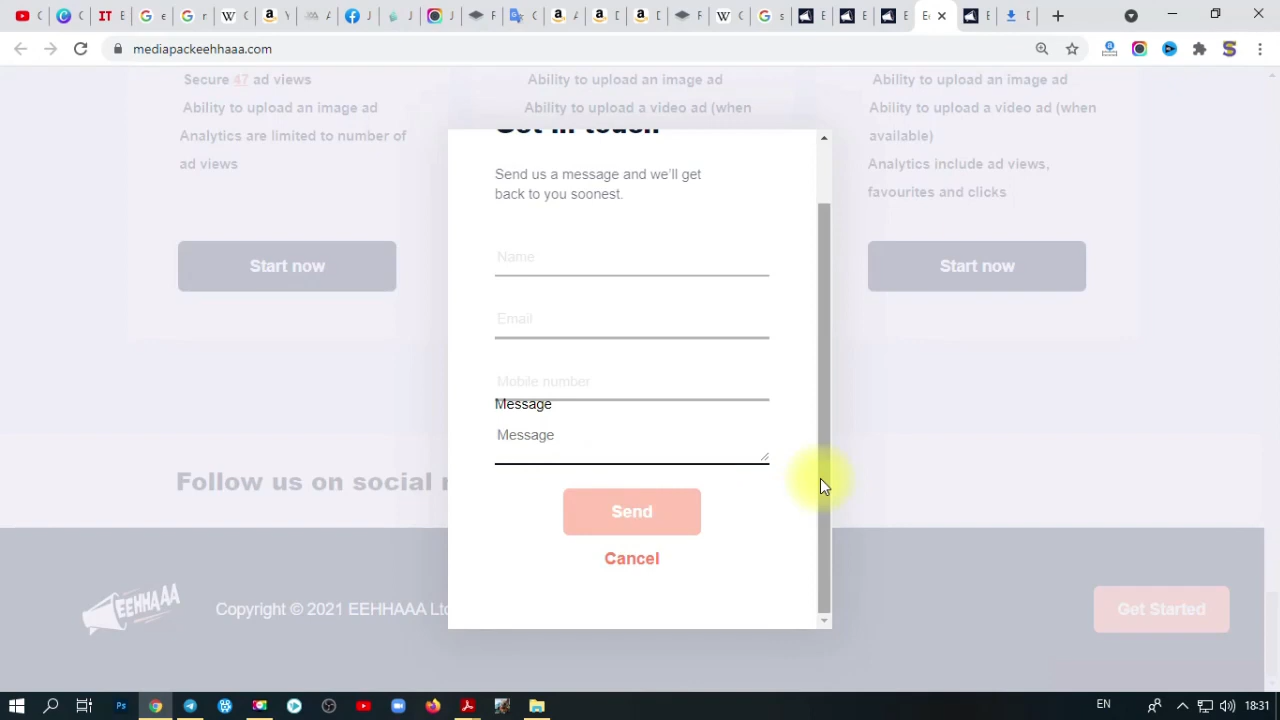 mediapackeehhaaa.com
Secure 47 ad views
Ability to upload an image ad
Analytics are limited to number of
ad views
Start now
Ability to upload an image ad
Ability to upload a video ad (when
Ability to upload an image ad
Ability to upload a video ad (when
available)
Analytics include ad views,
favourites and clicks
Start now
Get in touch
Send us a message and we'll get
back to you soonest.
Name
Email
Mobile number
Message
Message
Send
Cancel
Follow us on social
EEHHAAA
Copyright © 2021 EEHHAAA Ltd
Get Started
EN
18:31